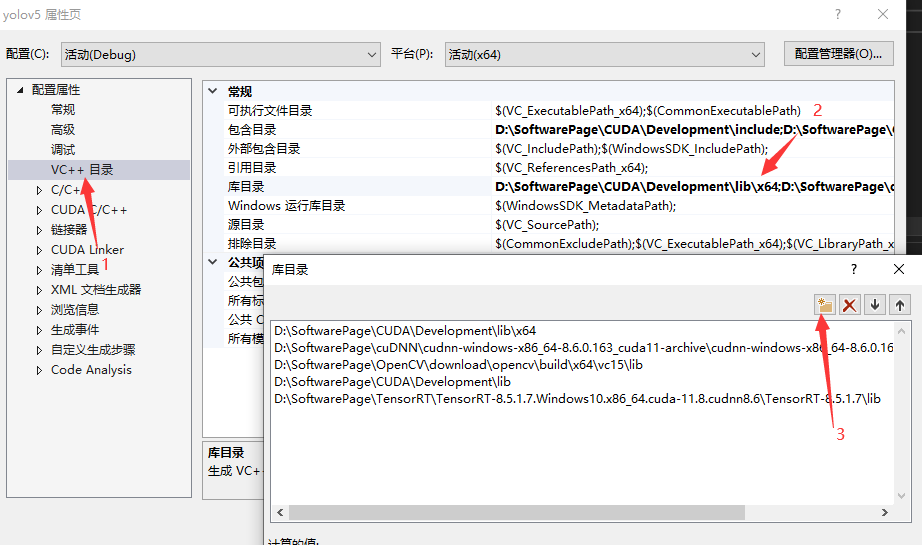 yolov5 属性页
配置(C): 活动(Debug) 平台(P): 活动(x64) 配置管理器(O)...
配置属性
常规
高级
调试
VC++ 目录
C/C++
CUDA C/C++
链接器
CUDA Linker
清单工具
XML 文档生成器
浏览信息
生成事件
自定义生成步骤
Code Analysis
1
常规
可执行文件目录 $(VC_ExecutablePath_x64);$(CommonExecutablePath)
包含目录 D:\SoftwarePage\CUDA\Development\include;D:\SoftwarePage\
外部包含目录 $(VC_IncludePath);$(WindowsSDK_IncludePath);
引用目录 $(VC_ReferencesPath_x64);
库目录 D:\SoftwarePage\CUDA\Development\lib\x64;D:\SoftwarePage\c
Windows 运行库目录 $(WindowsSDK_MetadataPath);
源目录 $(VC_SourcePath);
排除目录 $(CommonExcludePath);$(VC_ExecutablePath_x64);$(VC_LibraryPath_x
2
公共项
公共包
所有标
公共 C
所有模
库目录
生成 VC+
库目录
D:\SoftwarePage\CUDA\Development\lib\x64
D:\SoftwarePage\cuDNN\cudnn-windows-x86_64-8.6.0.163_cuda11-archive\cudnn-windows-x86_64-8.6.0.16
D:\SoftwarePage\OpenCV\download\opencv\build\x64\vc15\lib
D:\SoftwarePage\CUDA\Development\lib
D:\SoftwarePage\TensorRT\TensorRT-8.5.1.7.Windows10.x86_64.cuda-11.8.cudnn8.6\TensorRT-8.5.1.7\lib
3
计算的值: